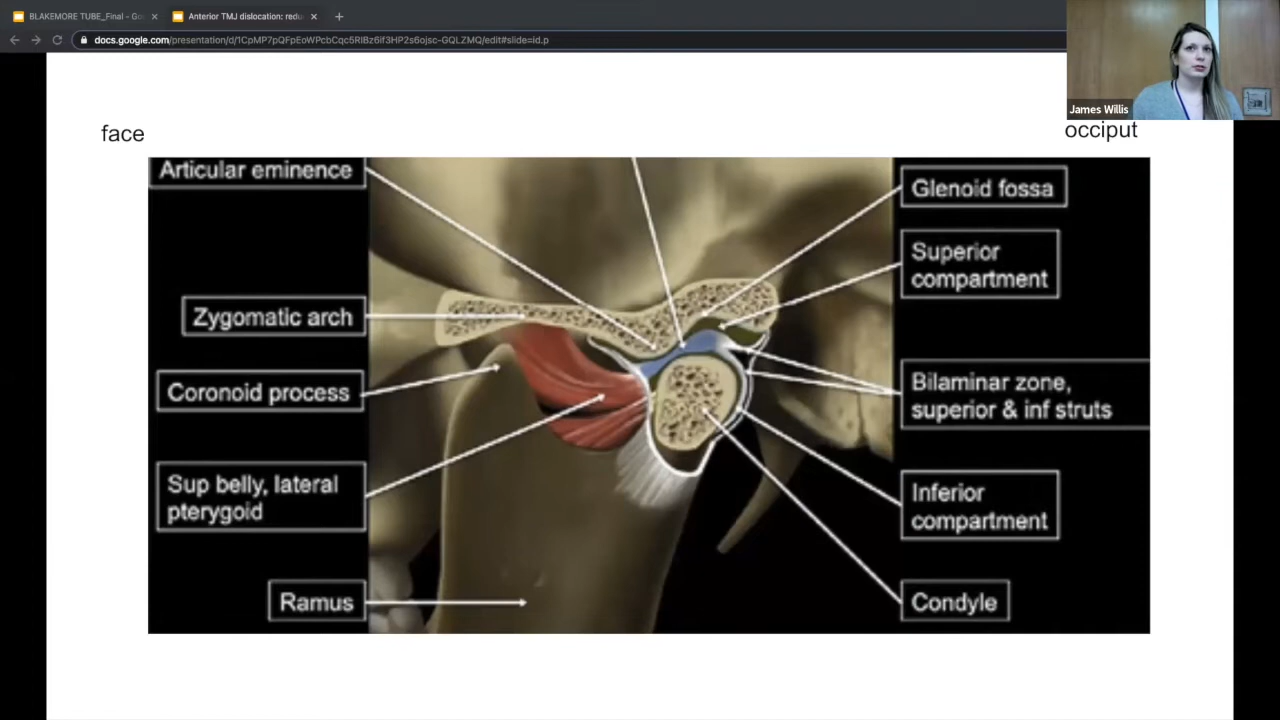 BLAKEMORE TUBE_Final - Go
Anterior TMJ dislocation: redu
docs.google.com/presentation/d/1CpMP7pQFpEoWPcbCqc5RlBz6if3HP2s6ojsc-GQLZMQ/edit#slide=id.p
James Willis
face
occiput
Articular eminence
Glenoid fossa
Superior
compartment
Zygomatic arch
Coronoid process
Bilaminar zone,
superior & inf struts
Sup belly, lateral
pterygoid
Inferior
compartment
Ramus
Condyle